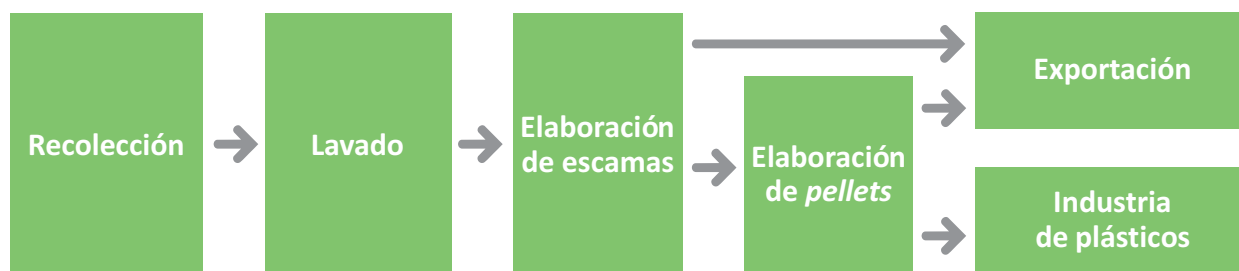 Recolección
Lavado
Elaboración
de escamas
Elaboración
de pellets
Exportación
Industria
de plásticos